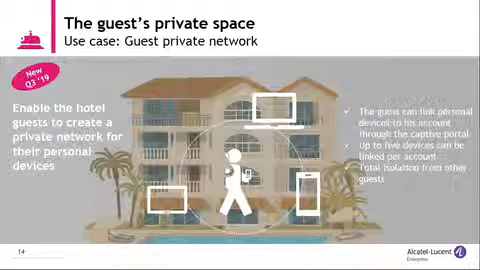 The guest's private space
Use case: Guest private network
New
Q3 '19
Enable the hotel
guests to create a
private network for
their personal
devices
The guest can link personal
devices to his account
through the captive portal
Up to five devices can be
linked per account
Total isolation from other
guests
14
Alcatel-Lucent
Enterprise